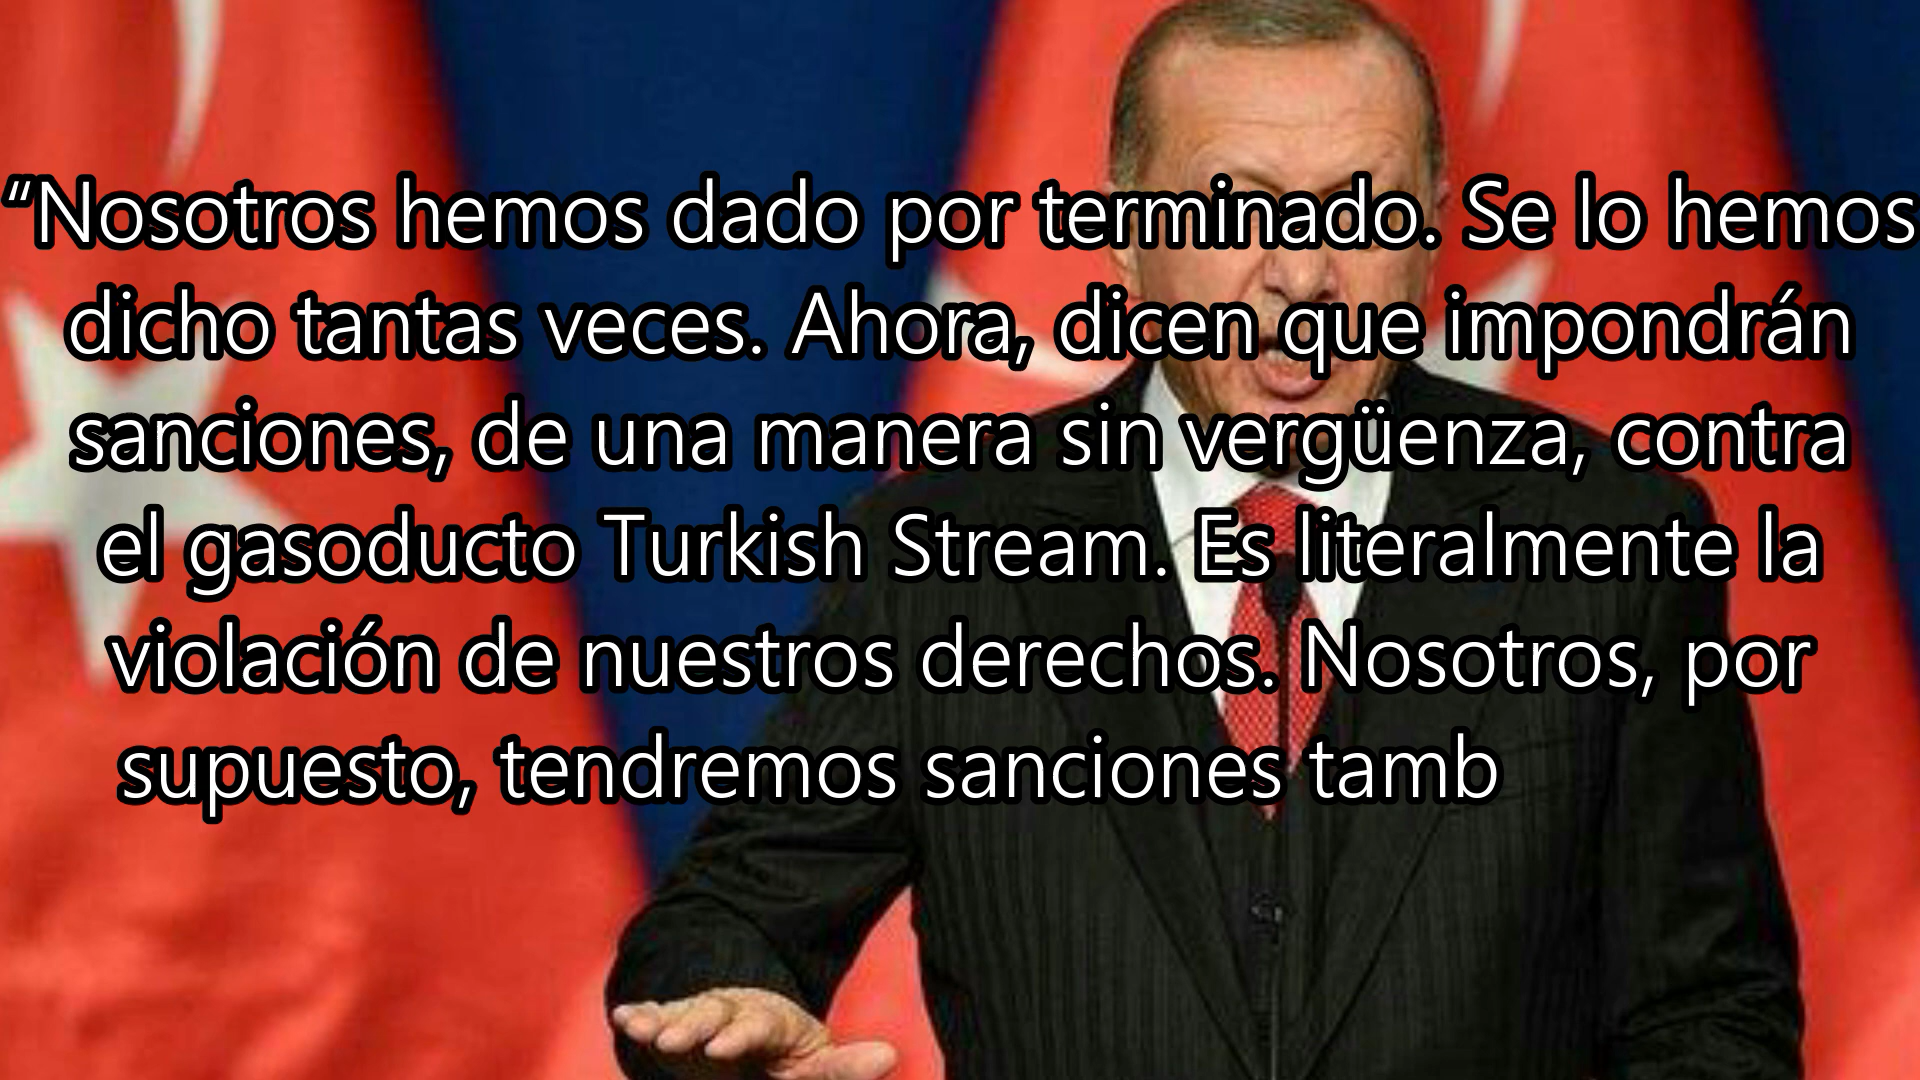 “Nosotros hemos dado por terminado. Se lo hemos
dicho tantas veces. Ahora, dicen que impondrán
sanciones, de una manera sin vergüenza, contra
el gasoducto Turkish Stream. Es literalmente la
violación de nuestros derechos. Nosotros, por
supuesto, tendremos sanciones tamb